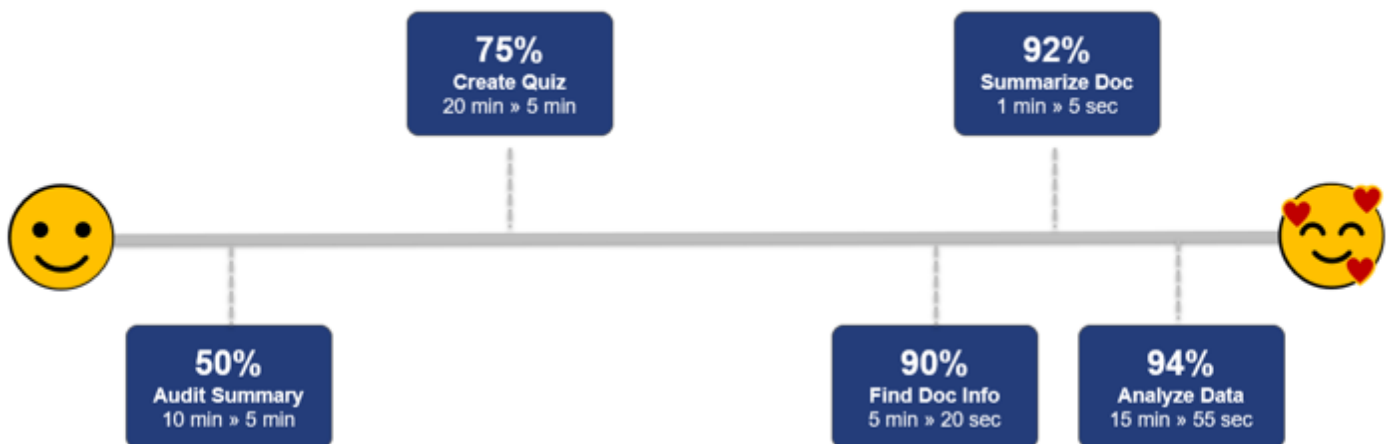 75%
Create Quiz
20 min » 5 min
92%
Summarize Doc
1 min » 5 sec
50%
Audit Summary
10 min » 5 min
90%
Find Doc Info
5 min » 20 sec
94%
Analyze Data
15 min » 55 sec